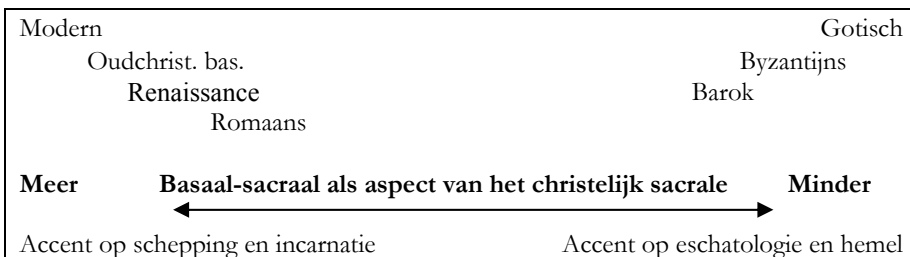 Modern Gotisch
Oudchrist. bas. Byzantijns
Renaissance Barok
Romaans
Meer Basaal-sacraal als aspect van het christelijk sacrale Minder
Accent op schepping en incarnatie Accent op eschatologie en hemel